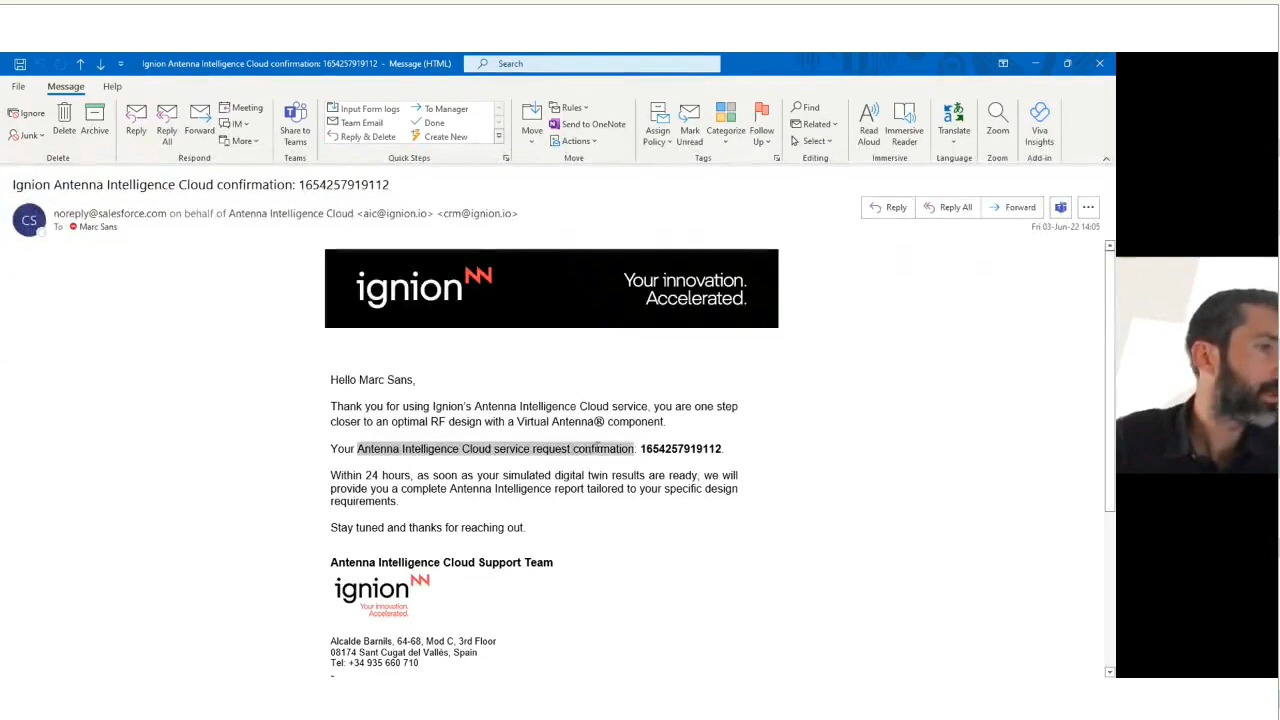 Ignion Antenna Intelligence Cloud confirmation: 1654257919112 - Message (HTML)
Search
File Message Help
Ignore
Junk
Delete
Archive
Delete
Reply
Reply All
Forward
Meeting
IM
More
Respond
Share to Teams
Teams
Input Form logs
Team Email
Reply & Delete
To Manager
Done
Create New
Quick Steps
Move
Rules
Send to OneNote
Actions
Move
Assign Policy
Mark Unread
Categorize
Follow Up
Tags
Find
Related
Select
Editing
Read Aloud
Immersive Reader
Immersive
Translate
Language
Zoom
Zoom
Viva Insights
Add-in
Ignion Antenna Intelligence Cloud confirmation: 1654257919112
CS
noreply@salesforce.com on behalf of Antenna Intelligence Cloud <aic@ignion.io> <crm@ignion.io>
To Marc Sans
Reply
Reply All
Forward
Fri 03-Jun-22 14:05
ignion
Your innovation.
Accelerated.
Hello Marc Sans,
Thank you for using Ignion's Antenna Intelligence Cloud service, you are one step
closer to an optimal RF design with a Virtual Antenna® component.
Your Antenna Intelligence Cloud service request confirmation: 1654257919112.
Within 24 hours, as soon as your simulated digital twin results are ready, we will
provide you a complete Antenna Intelligence report tailored to your specific design
requirements.
Stay tuned and thanks for reaching out.
Antenna Intelligence Cloud Support Team
ignion
Your innovation.
Accelerated.
Alcalde Barnils, 64-68, Mod C, 3rd Floor
08174 Sant Cugat del Vallés, Spain
Tel: +34 935 660 710